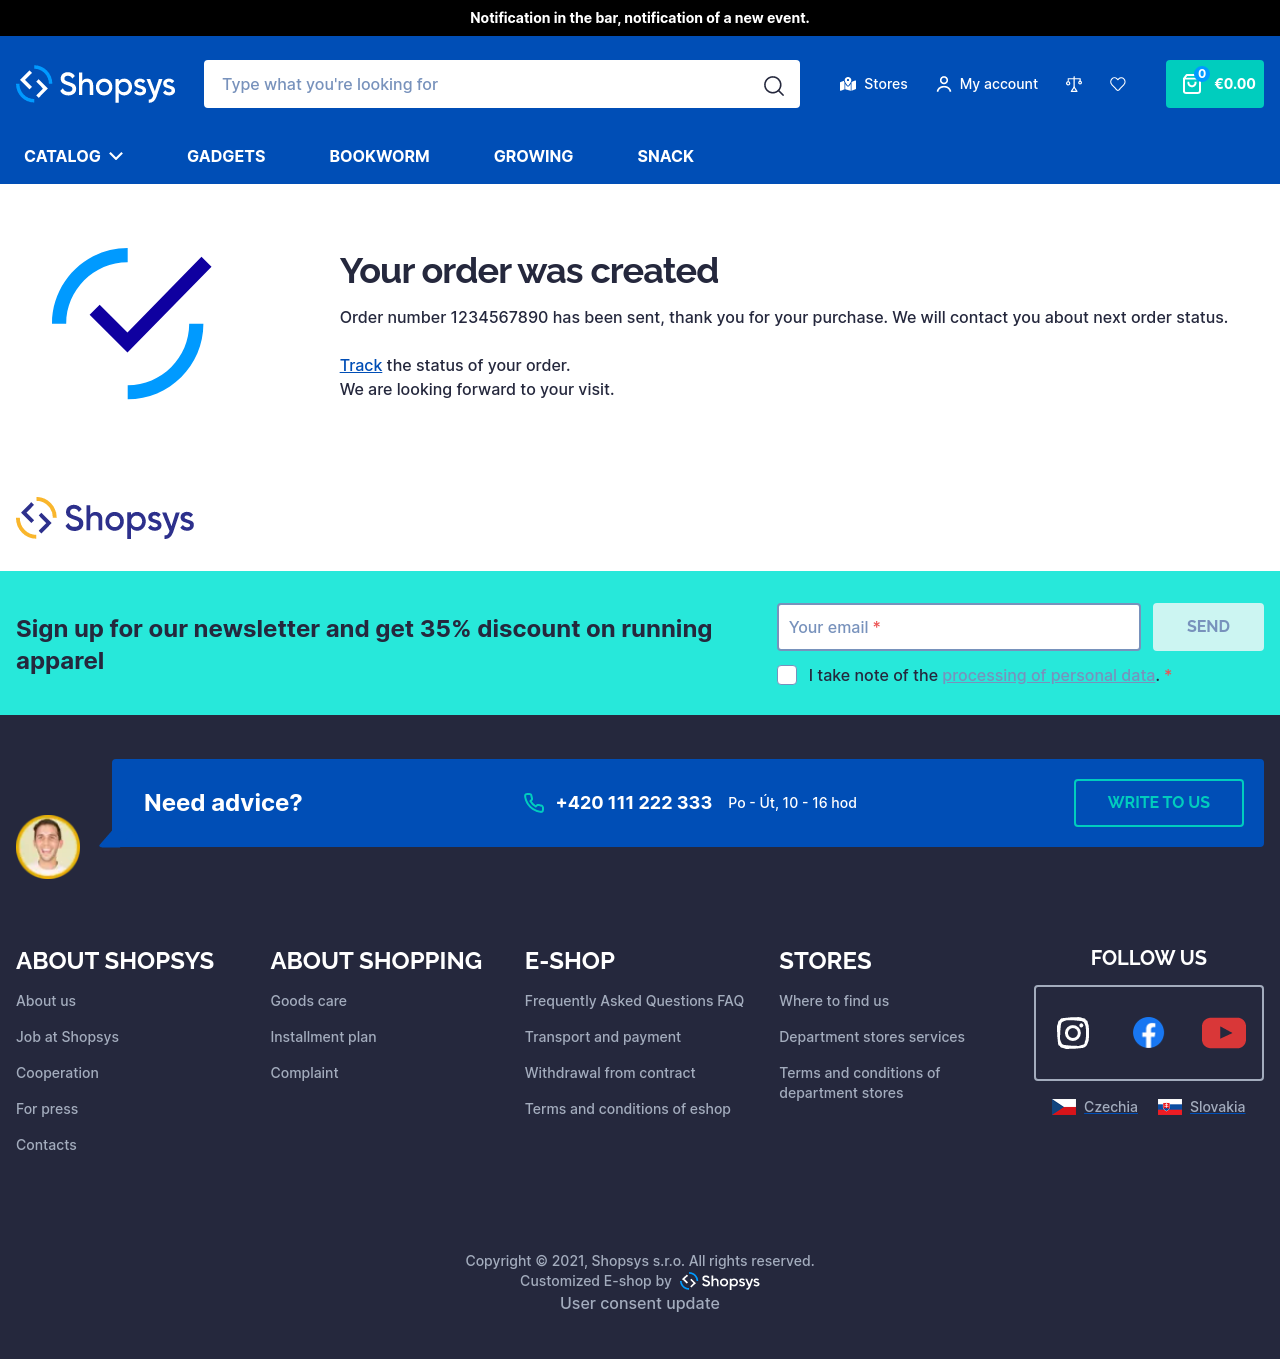 Notification in the bar, notification of a new event.
Shopsys
Type what you're looking for
Stores
My account
0
€0.00
CATALOG
GADGETS
BOOKWORM
GROWING
SNACK
Your order was created
Order number 1234567890 has been sent, thank you for your purchase. We will contact you about next order status.
Track the status of your order.
We are looking forward to your visit.
Shopsys
Sign up for our newsletter and get 35% discount on running
apparel
Your email *
SEND
I take note of the processing of personal data. *
Need advice?
+420 111 222 333
Po - Út, 10 - 16 hod
WRITE TO US
ABOUT SHOPSYS
About us
Job at Shopsys
Cooperation
For press
Contacts
ABOUT SHOPPING
Goods care
Installment plan
Complaint
E-SHOP
Frequently Asked Questions FAQ
Transport and payment
Withdrawal from contract
Terms and conditions of eshop
STORES
Where to find us
Department stores services
Terms and conditions of
department stores
FOLLOW US
Czechia
Slovakia
Copyright © 2021, Shopsys s.r.o. All rights reserved.
Customized E-shop by Shopsys
User consent update